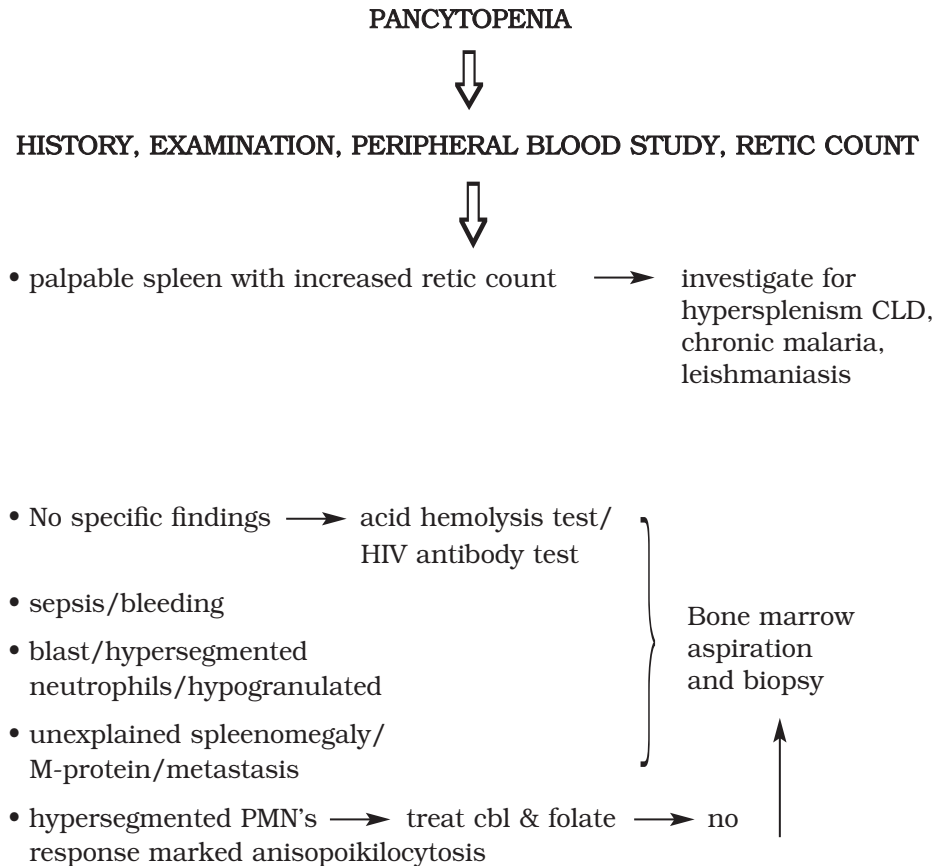 PANCYTOPENIA
HISTORY, EXAMINATION, PERIPHERAL BLOOD STUDY, RETIC COUNT
• palpable spleen with increased retic count
investigate for
hypersplenism CLD,
chronic malaria,
leishmaniasis
• No specific findings
acid hemolysis test/
HIV antibody test
• sepsis/bleeding
• blast/hypersegmented
neutrophils/hypogranulated
• unexplained spleenomegaly/
M-protein/metastasis
Bone marrow
aspiration
and biopsy
• hypersegmented PMN's
treat cbl & folate
no
response marked anisopoikilocytosis